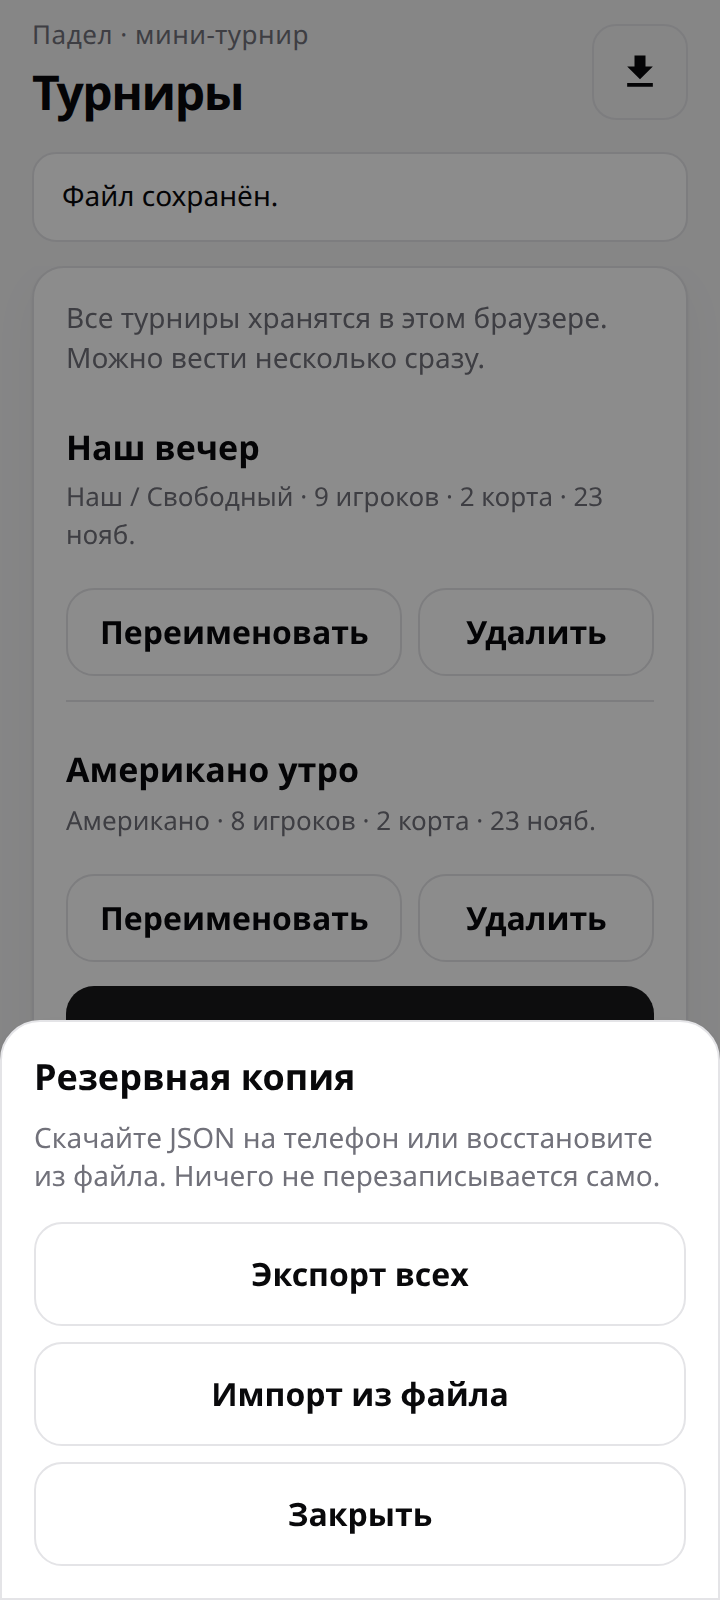 Падел · мини-турнир
Турниры
Файл сохранён.
Все турниры хранятся в этом браузере.
Можно вести несколько сразу.
Наш вечер
Наш / Свободный · 9 игроков · 2 корта · 23
нояб.
Переименовать
Удалить
Американо утро
Американо · 8 игроков · 2 корта · 23 нояб.
Переименовать
Удалить
Резервная копия
Скачайте JSON на телефон или восстановите
из файла. Ничего не перезаписывается само.
Экспорт всех
Импорт из файла
Закрыть